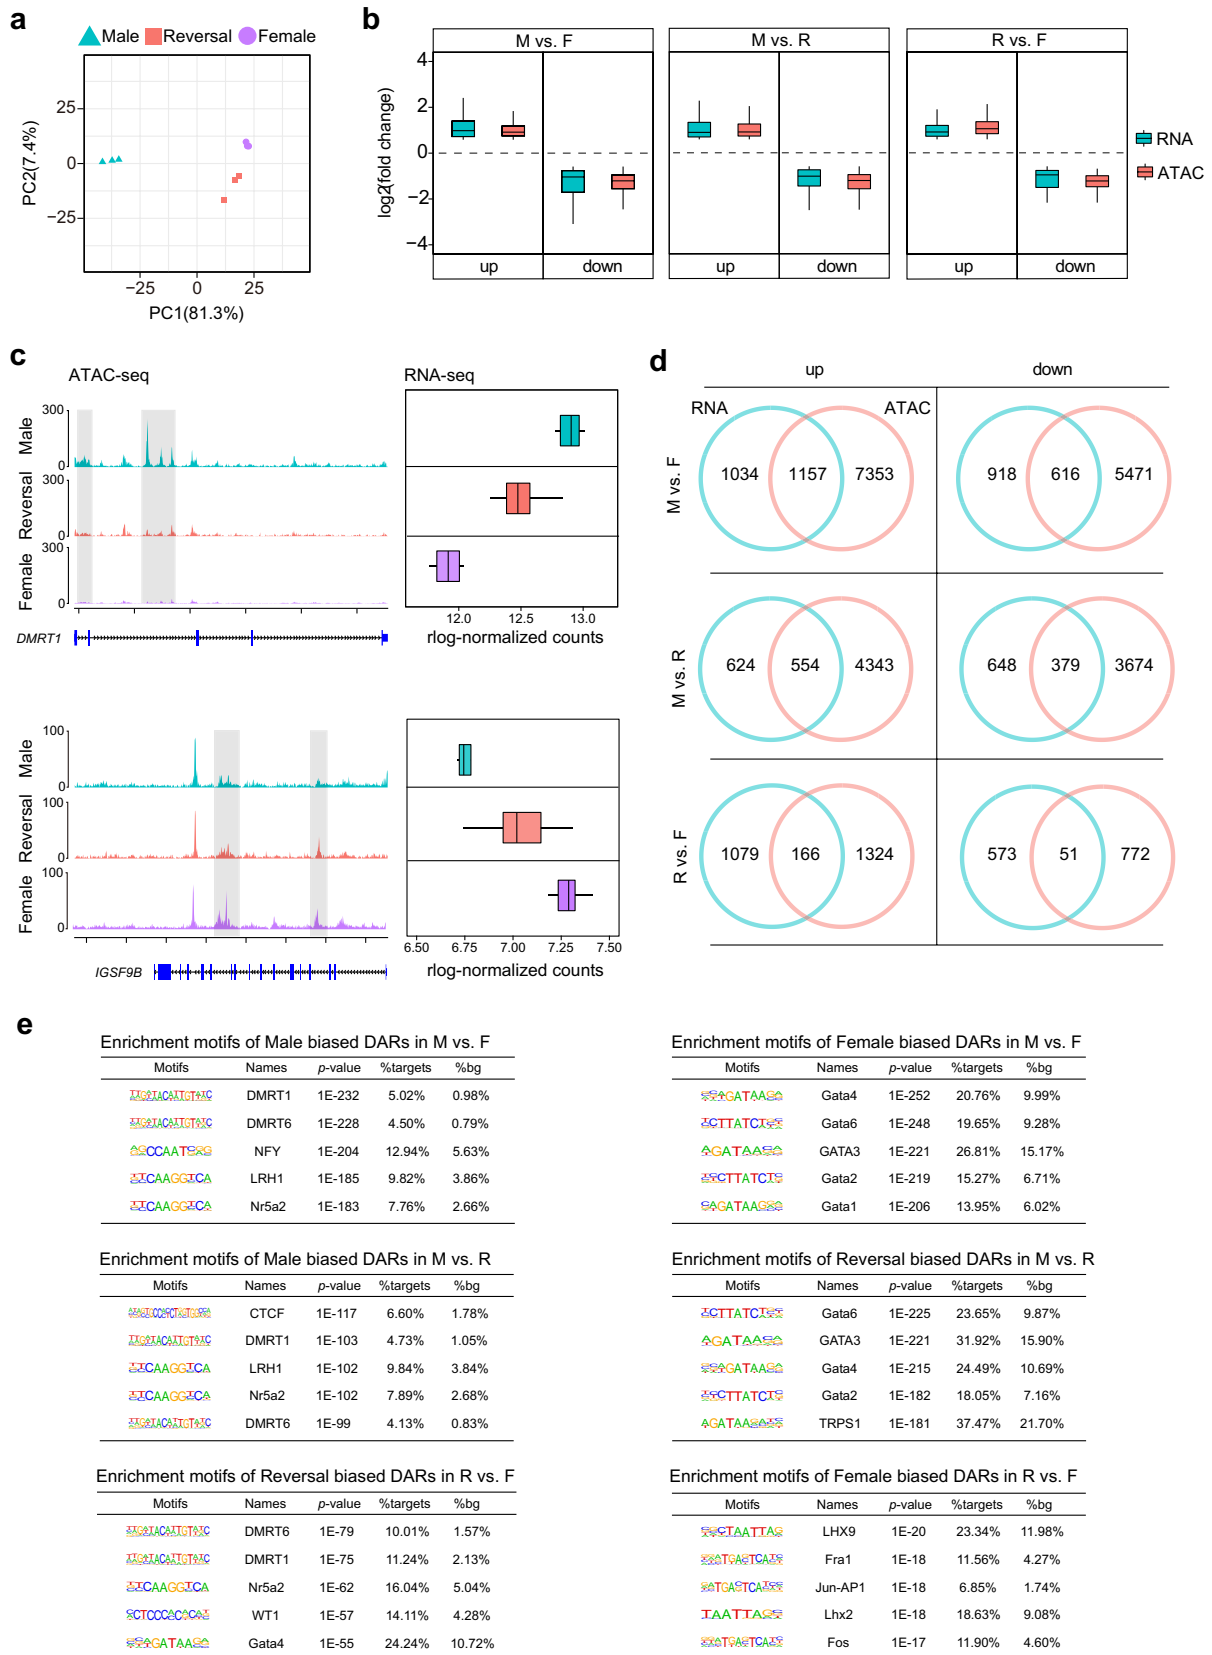 a
Male Reversal Female
PC2(7.4%)
25
0
−25
−25 0 25
PC1(81.3%)
b
M vs. F M vs. R R vs. F
log2(fold change)
4
2
0
−2
−4
up down up down up down
RNA
ATAC
c
ATAC-seq RNA-seq
Male
300
0
Reversal
300
0
Female
300
0
DMRT1
12.0 12.5 13.0
rlog-normalized counts
Male
100
0
Reversal
100
0
Female
100
0
IGSF9B
6.50 6.75 7.00 7.25 7.50
rlog-normalized counts
d
up down
RNA ATAC
M vs. F
1034 1157 7353 918 616 5471
M vs. R
624 554 4343 648 379 3674
R vs. F
1079 166 1324 573 51 772
e
Enrichment motifs of Male biased DARs in M vs. F
Motifs Names p-value %targets %bg
DMRT1 1E-232 5.02% 0.98%
DMRT6 1E-228 4.50% 0.79%
NFY 1E-204 12.94% 5.63%
LRH1 1E-185 9.82% 3.86%
Nr5a2 1E-183 7.76% 2.66%
Enrichment motifs of Female biased DARs in M vs. F
Motifs Names p-value %targets %bg
Gata4 1E-252 20.76% 9.99%
Gata6 1E-248 19.65% 9.28%
GATA3 1E-221 26.81% 15.17%
Gata2 1E-219 15.27% 6.71%
Gata1 1E-206 13.95% 6.02%
Enrichment motifs of Male biased DARs in M vs. R
Motifs Names p-value %targets %bg
CTCF 1E-117 6.60% 1.78%
DMRT1 1E-103 4.73% 1.05%
LRH1 1E-102 9.84% 3.84%
Nr5a2 1E-102 7.89% 2.68%
DMRT6 1E-99 4.13% 0.83%
Enrichment motifs of Reversal biased DARs in M vs. R
Motifs Names p-value %targets %bg
Gata6 1E-225 23.65% 9.87%
GATA3 1E-221 31.92% 15.90%
Gata4 1E-215 24.49% 10.69%
Gata2 1E-182 18.05% 7.16%
TRPS1 1E-181 37.47% 21.70%
Enrichment motifs of Reversal biased DARs in R vs. F
Motifs Names p-value %targets %bg
DMRT6 1E-79 10.01% 1.57%
DMRT1 1E-75 11.24% 2.13%
Nr5a2 1E-62 16.04% 5.04%
WT1 1E-57 14.11% 4.28%
Gata4 1E-55 24.24% 10.72%
Enrichment motifs of Female biased DARs in R vs. F
Motifs Names p-value %targets %bg
LHX9 1E-20 23.34% 11.98%
Fra1 1E-18 11.56% 4.27%
Jun-AP1 1E-18 6.85% 1.74%
Lhx2 1E-18 18.63% 9.08%
Fos 1E-17 11.90% 4.60%